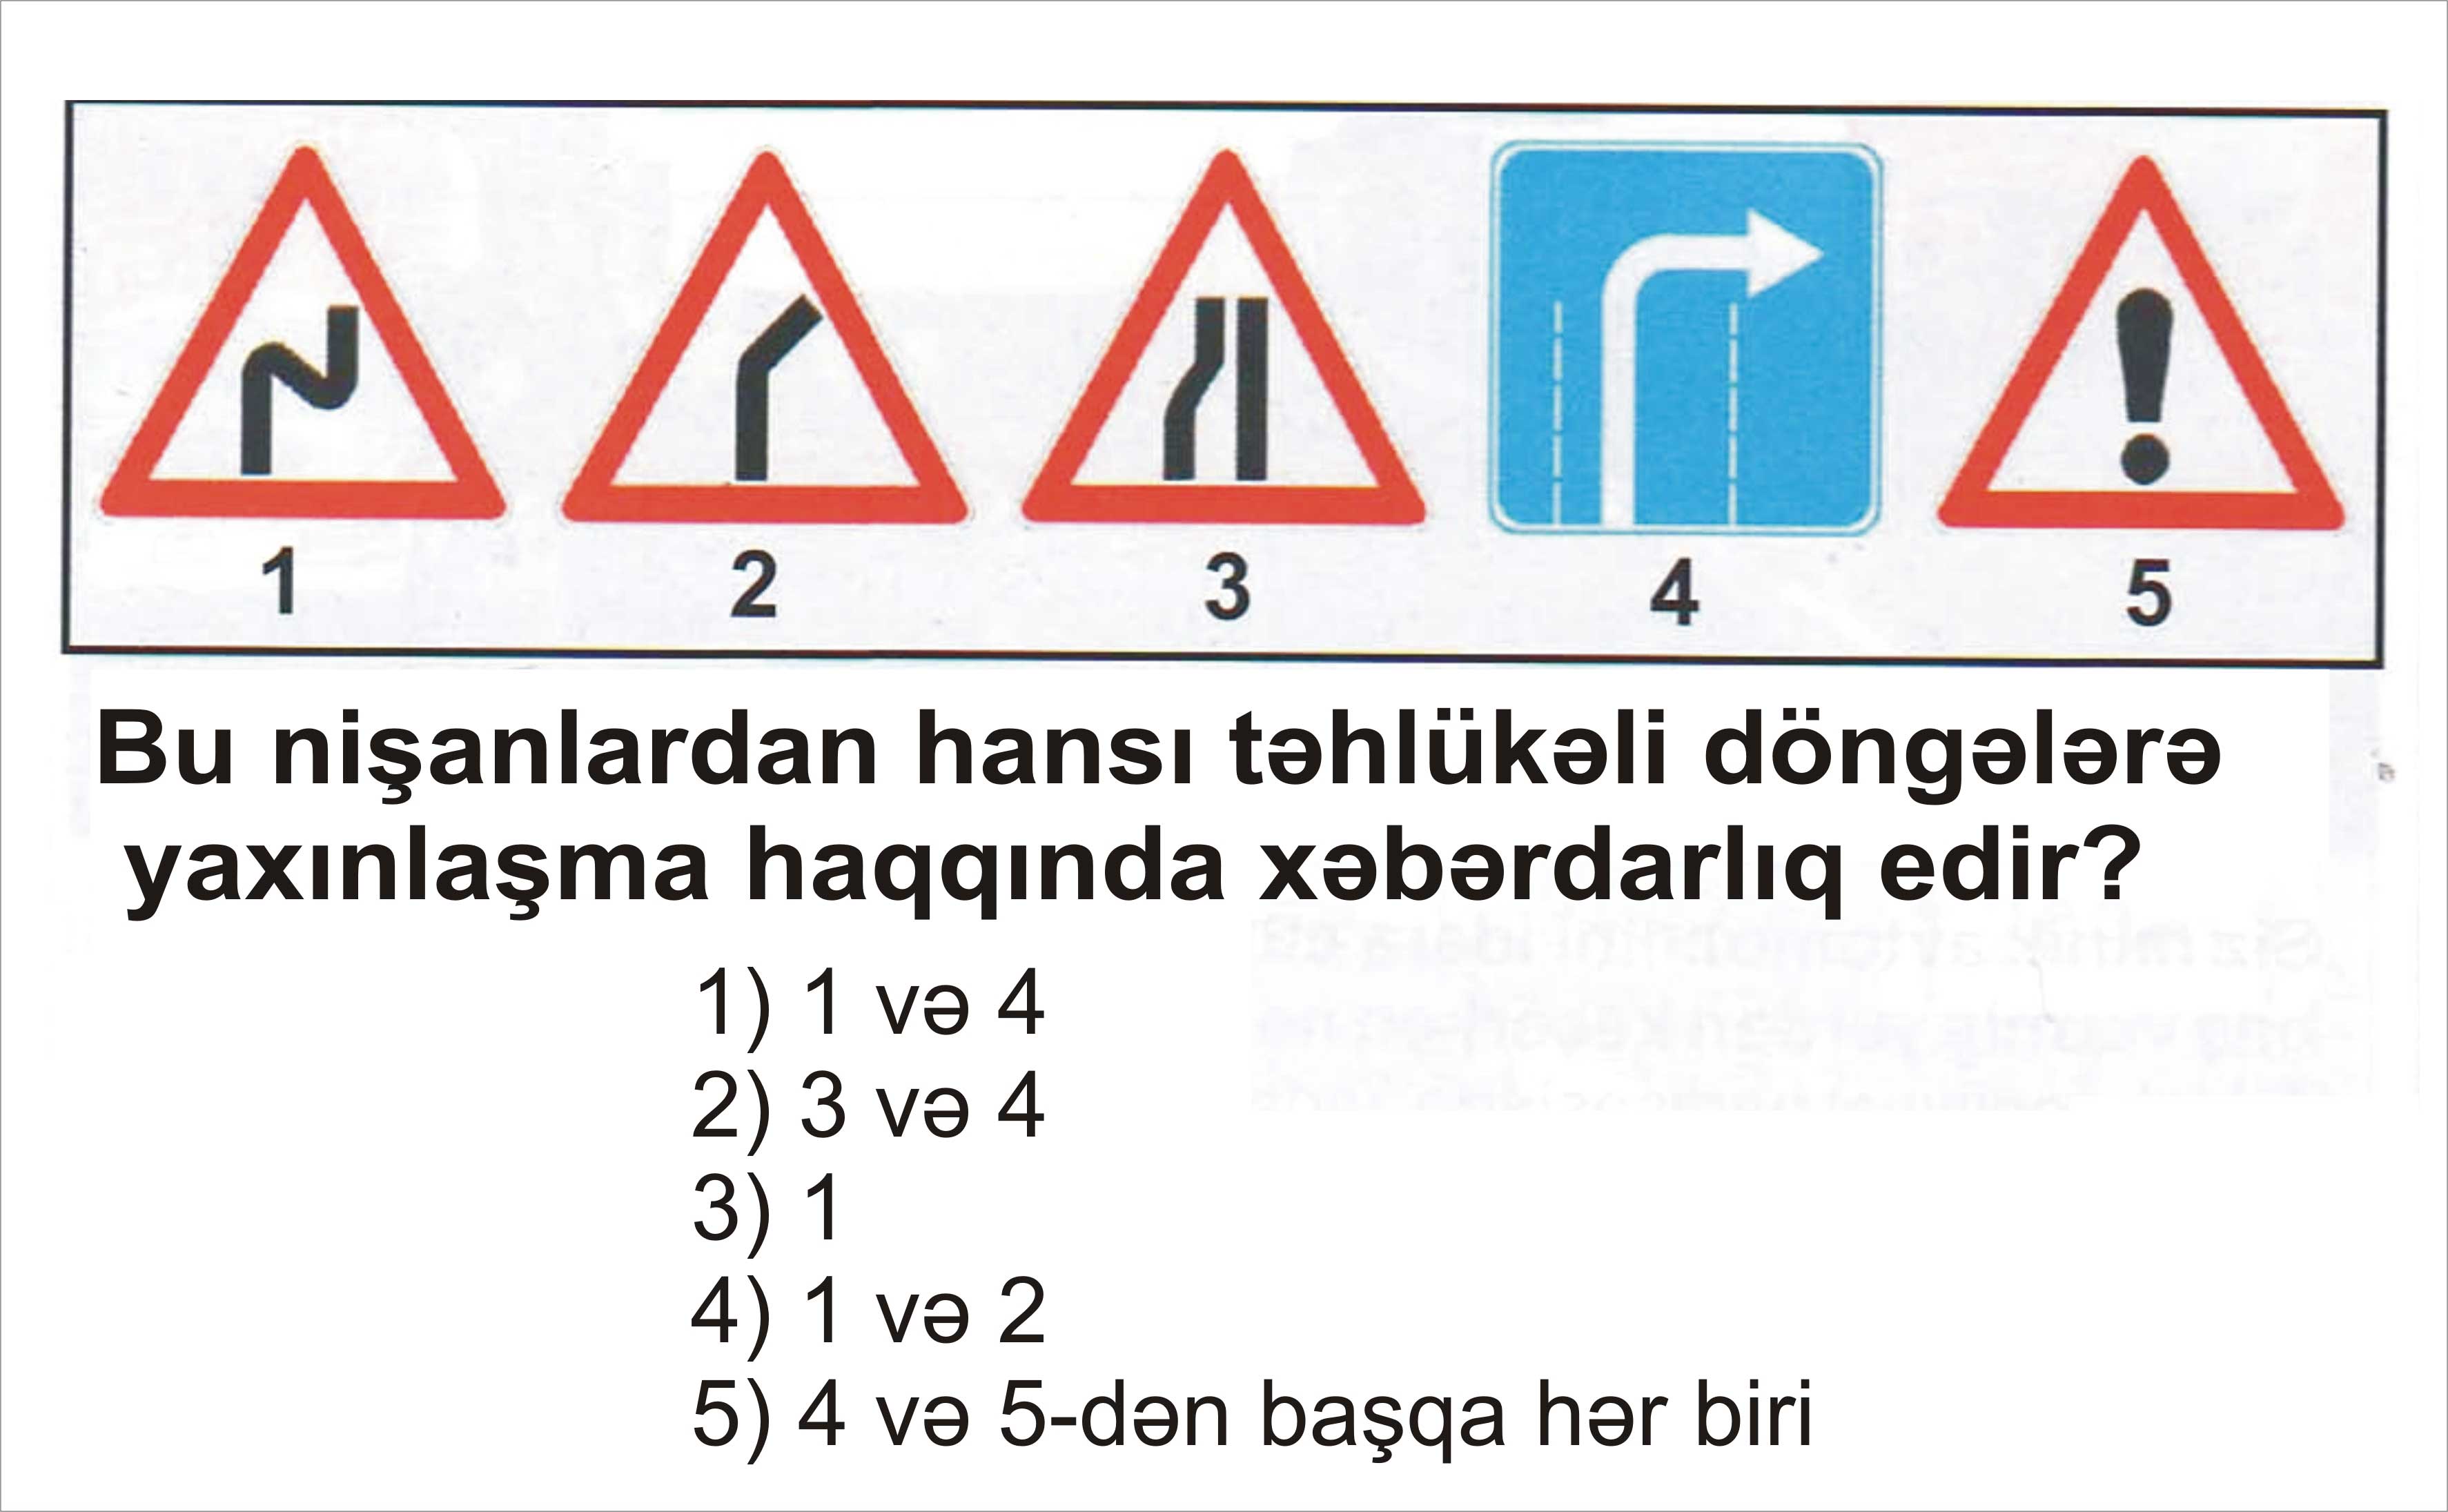 1 2 3 4 5
Bu nişanlardan hansı təhlükəli döngələrə
yaxınlaşma haqqında xəbərdarlıq edir?
1) 1 və 4
2) 3 və 4
3) 1
4) 1 və 2
5) 4 və 5-dən başqa hər biri